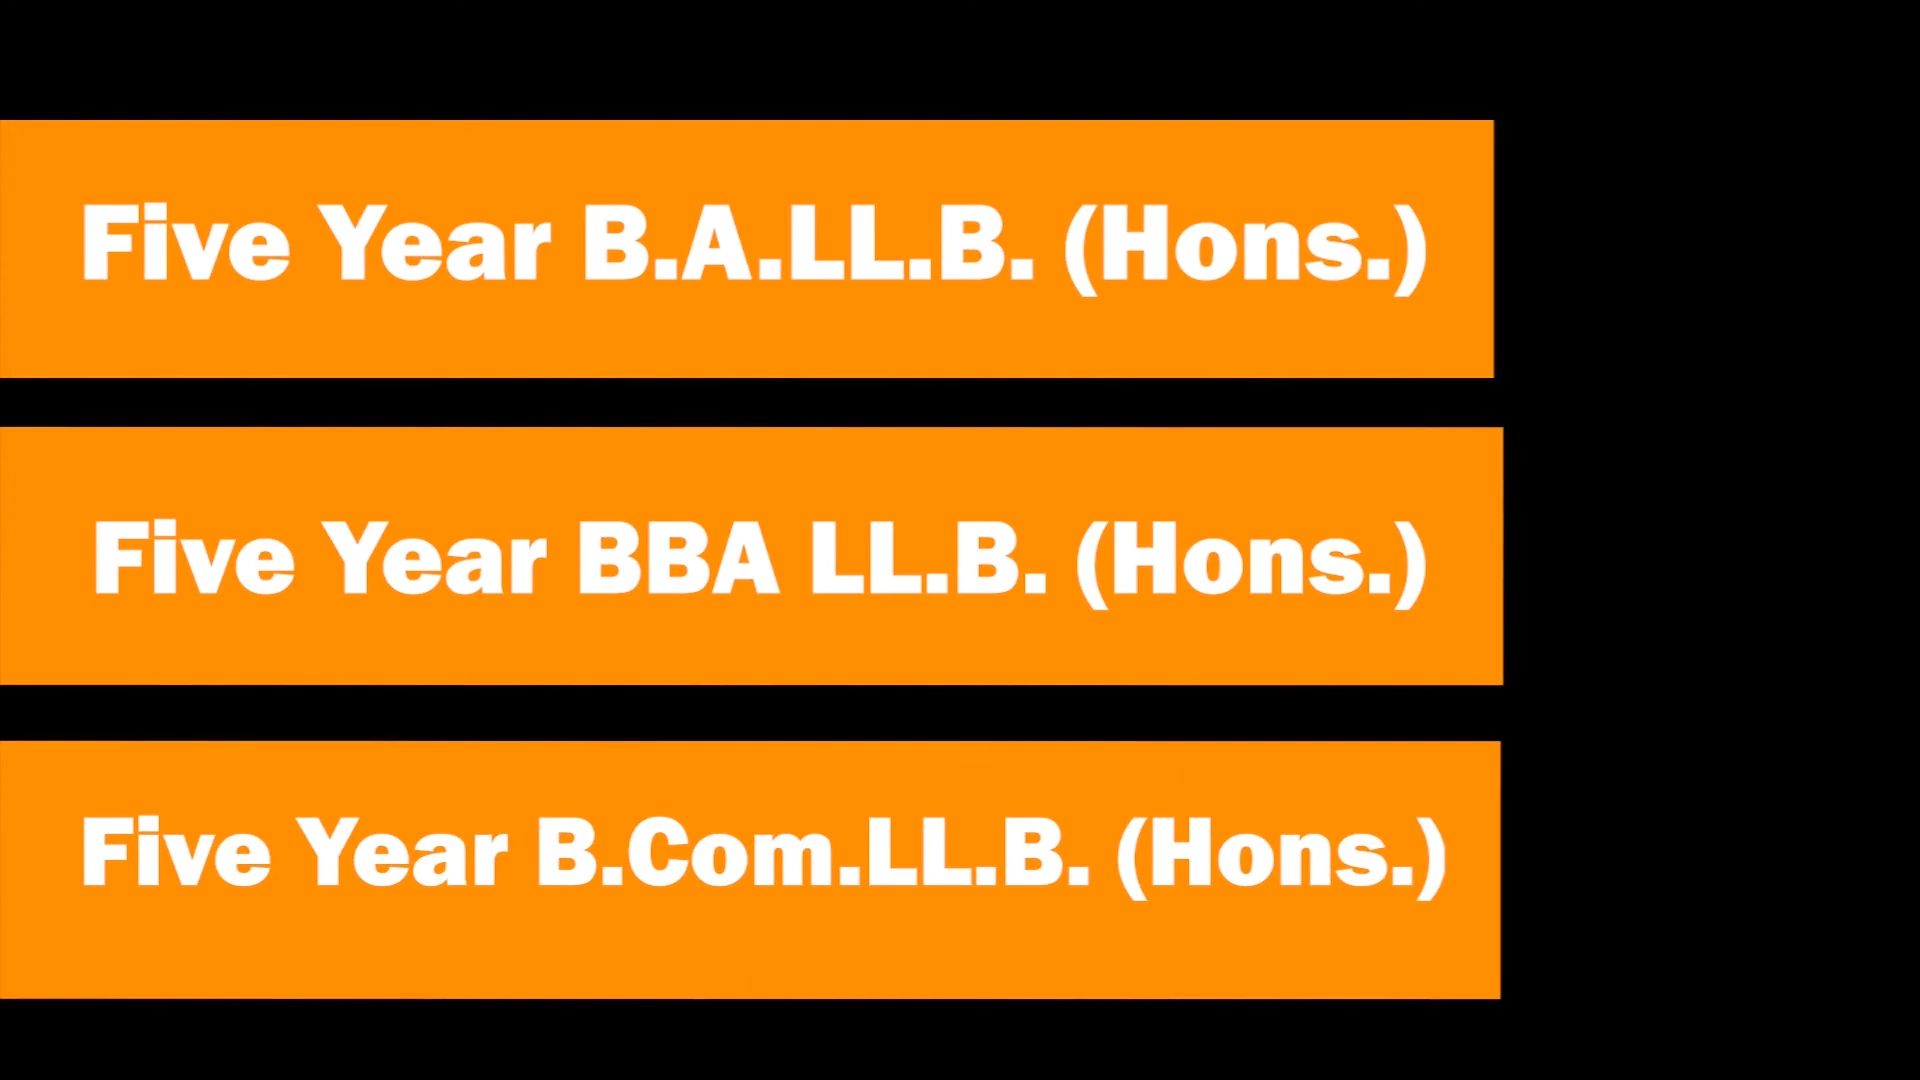 Five Year B.A.LL.B. (Hons.)
Five Year BBA LL.B. (Hons.)
Five Year B.Com.LL.B. (Hons.)